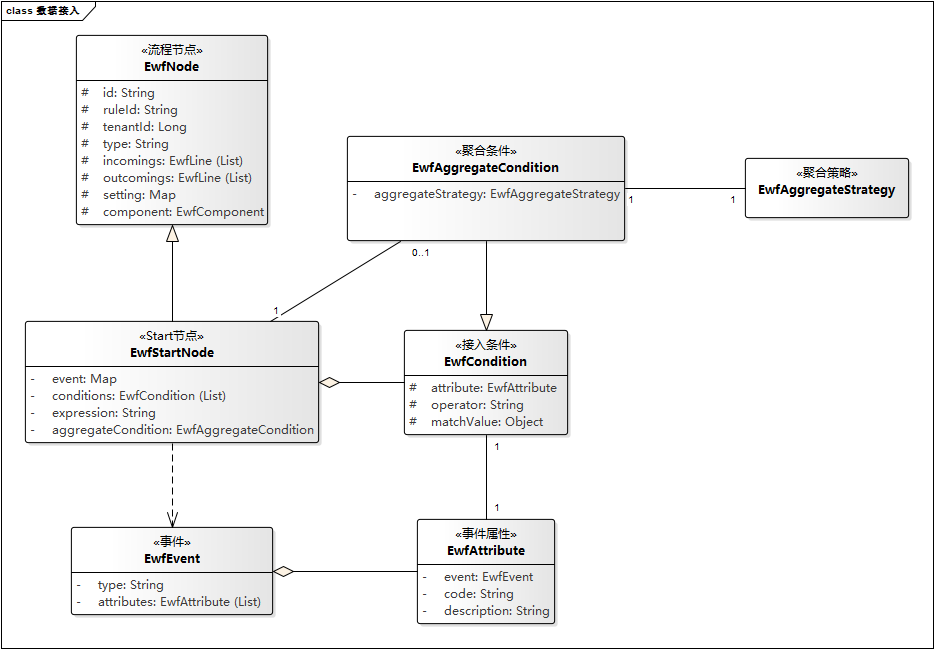 class 数据接入
«流程节点»
EwfNode
# id: String
# ruleId: String
# tenantId: Long
# type: String
# incomings: EwfLine (List)
# outcomings: EwfLine (List)
# setting: Map
# component: EwfComponent
«聚合条件»
EwfAggregateCondition
- aggregateStrategy: EwfAggregateStrategy
«聚合策略»
EwfAggregateStrategy
1
1
0..1
1
«Start节点»
EwfStartNode
- event: Map
- conditions: EwfCondition (List)
- expression: String
- aggregateCondition: EwfAggregateCondition
«接入条件»
EwfCondition
# attribute: EwfAttribute
# operator: String
# matchValue: Object
1
1
«事件»
EwfEvent
- type: String
- attributes: EwfAttribute (List)
«事件属性»
EwfAttribute
- event: EwfEvent
- code: String
- description: String